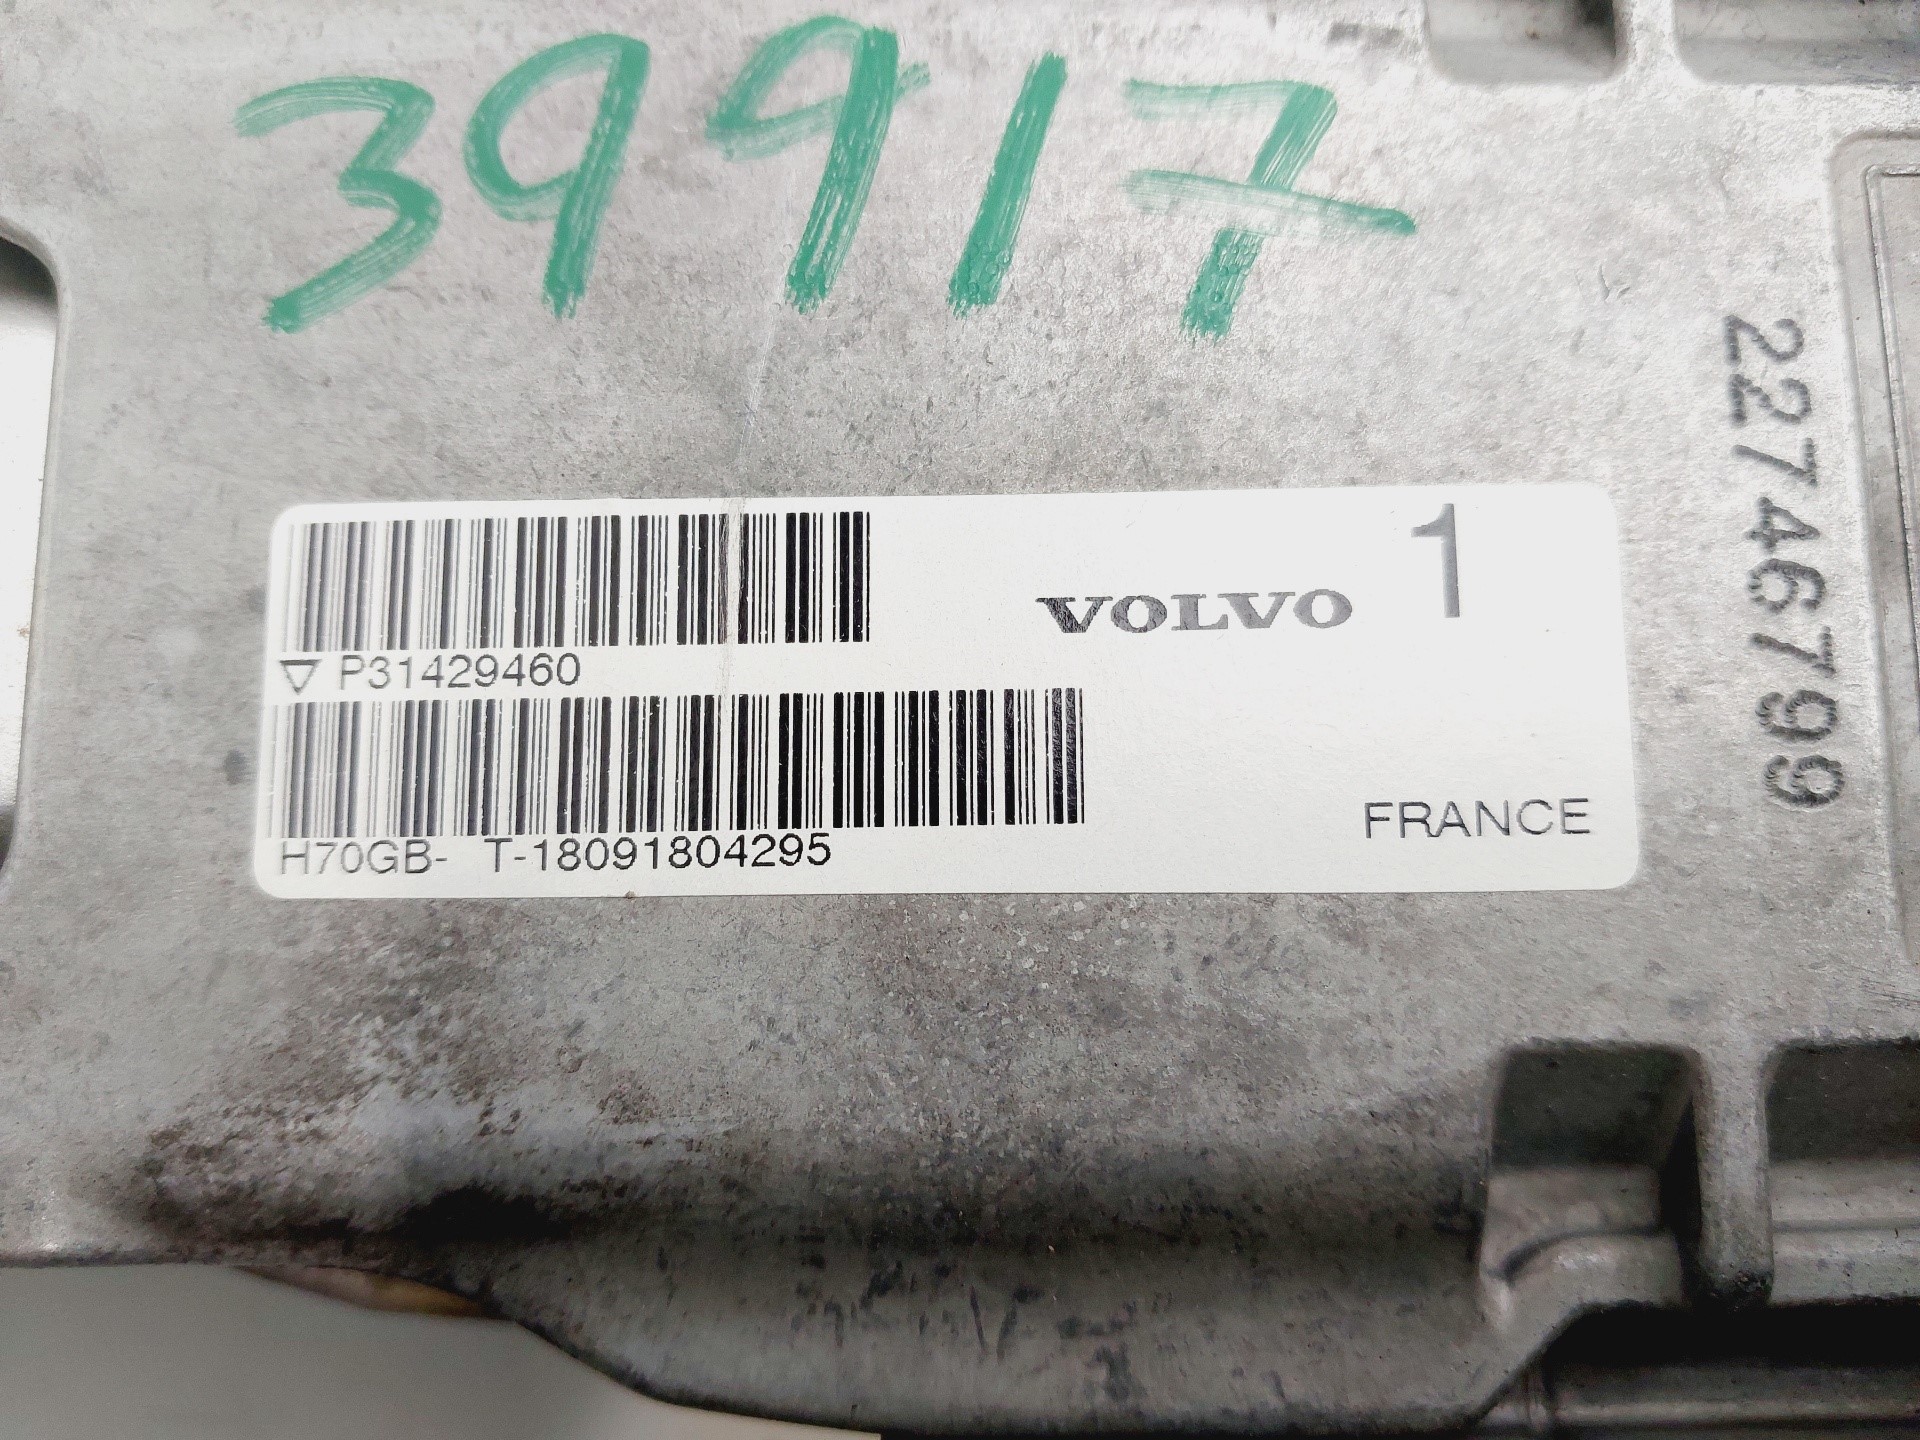 39917
1
VOLVO
▽ P31429460
H70GB- T-18091804295
FRANCE
22746799